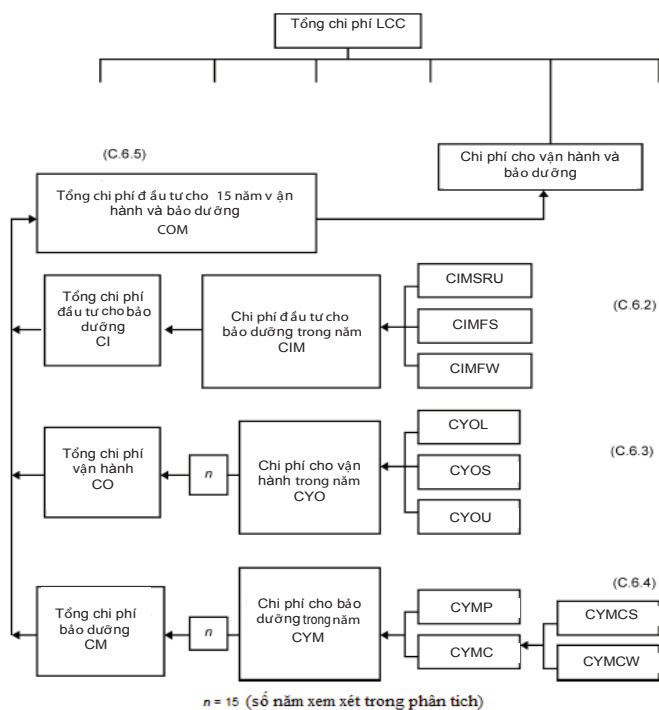 Tổng chi phí LCC
(C.6.5)
Chi phí cho vận hành và
bảo dưỡng
Tổng chi phí đầu tư cho 15 năm vận
hành và bảo dưỡng
COM
Tổng chi phí
đầu tư cho bảo
dưỡng
CI
Chi phí đầu tư cho
bảo dưỡng trong năm
CIM
CIMSRU
CIMFS
CIMFW
(C.6.2)
Tổng chi phí
vận hành
CO
n
Chi phí cho vận
hành trong năm
CYO
CYOL
CYOS
CYOU
(C.6.3)
Tổng chi phí
bảo dưỡng
CM
n
Chi phí cho bảo
dưỡng trong năm
CYM
CYMP
CYMC
(C.6.4)
CYMCS
CYMCW
n = 15 (số năm xem xét trong phân tích)